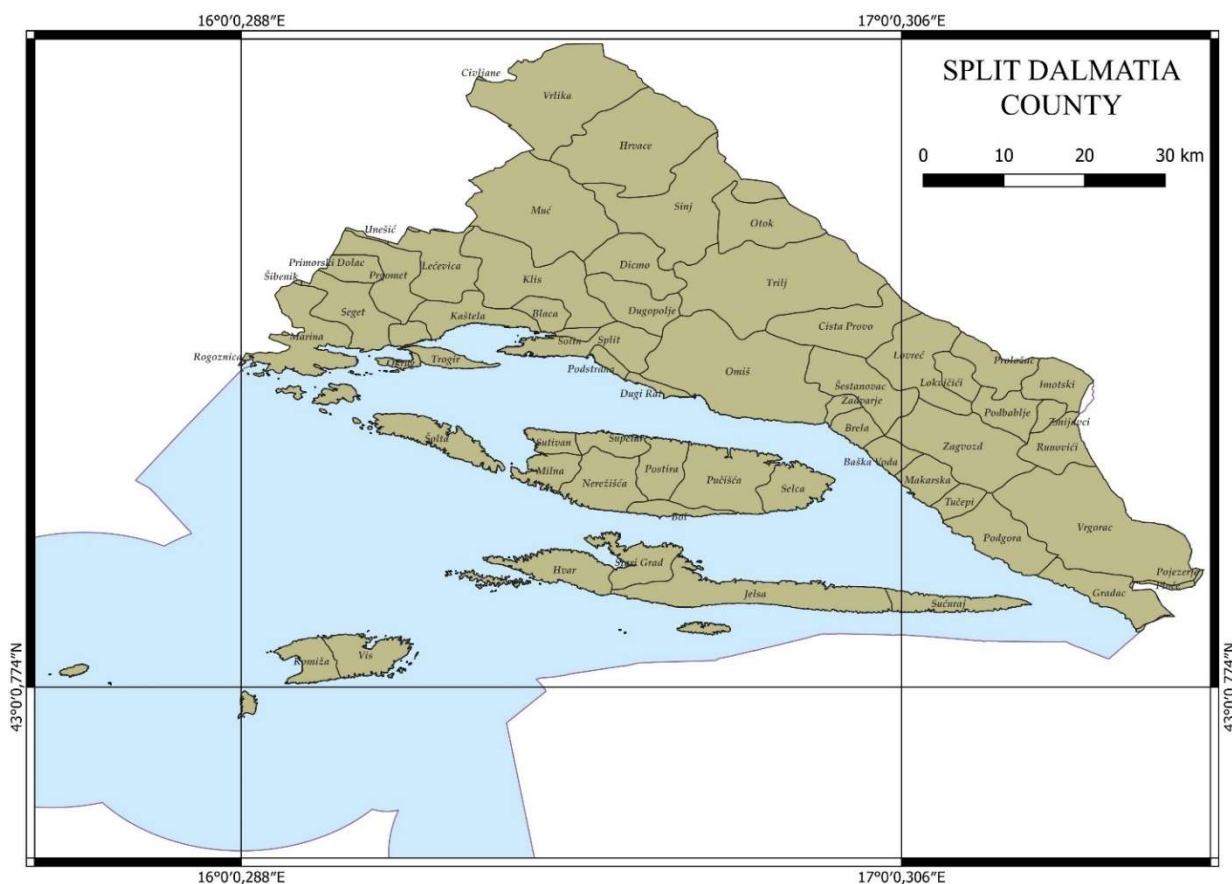 16°0′0,288″E
17°0′0,306″E
SPLIT DALMATIA
COUNTY
0
10
20
30 km
Civljane
Vrlika
Hrvace
Muć
Sinj
Otok
Unešić
Primorski Dolac
Prgomet
Lećevica
Dicmo
Šibenik
Klis
Trilj
Seget
Kaštela
Blaca
Dugopolje
Cista Provo
Marina
Solin
Split
Rogoznica
Okrug
Trogir
Podstrana
Omiš
Lovreć
Proložac
Lokvičići
Imotski
Dugi Rat
Šestanovac
Zadvarje
Podbablje
Zmijavci
Brela
Šolta
Sutivan
Supetar
Zagvozd
Runovići
Baška Voda
Milna
Nerežišća
Postira
Pučišća
Selca
Makarska
Tučepi
Bol
Vrgorac
Podgora
Hvar
Stari Grad
Pojezerje
Ploče
Jelsa
Sućuraj
Gradac
Komiža
Vis
43°0′0,774″N
43°0′0,774″N
16°0′0,288″E
17°0′0,306″E